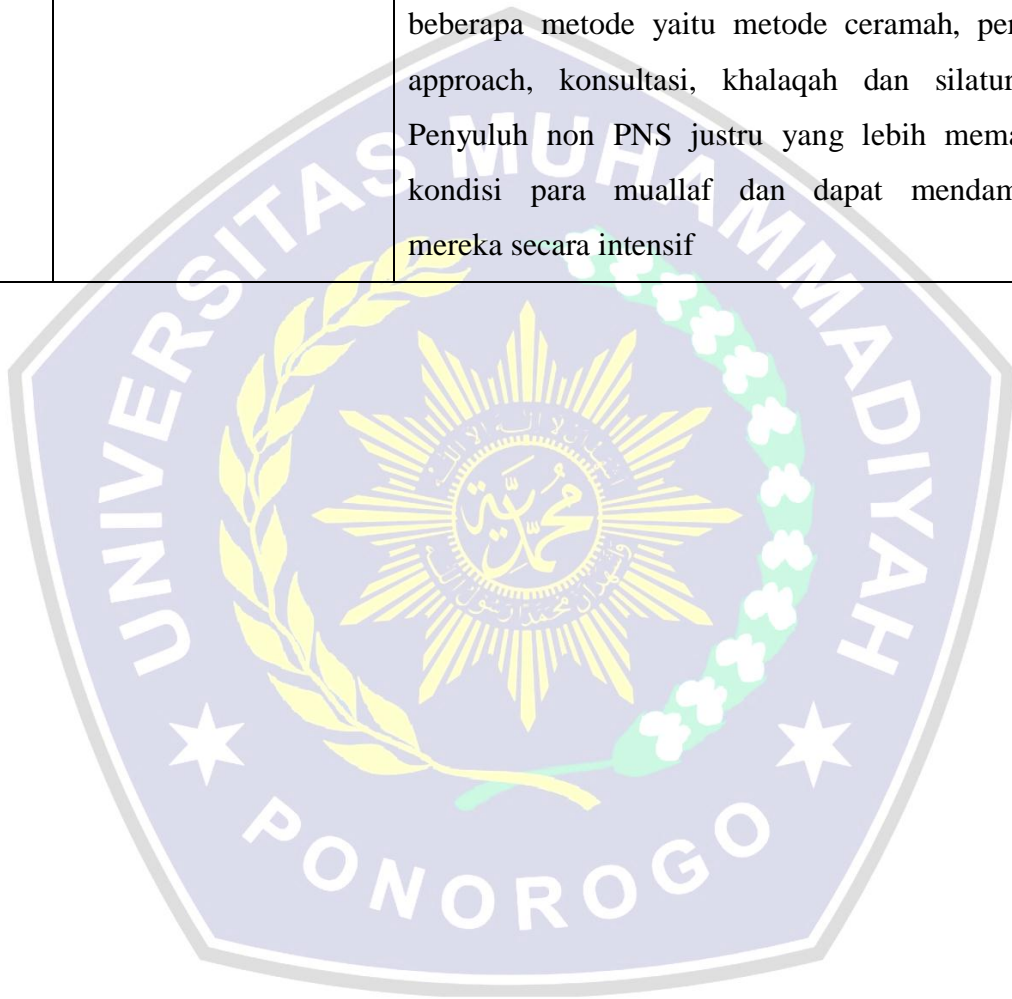 beberapa metode yaitu metode ceramah, per
approach, konsultasi, khalaqah dan silatur
Penyuluh non PNS justru yang lebih mema
kondisi para muallaf dan dapat mendam
mereka secara intensif
UNIVERSITAS MUHAMMADIYAH
محمدية
PONOROGO